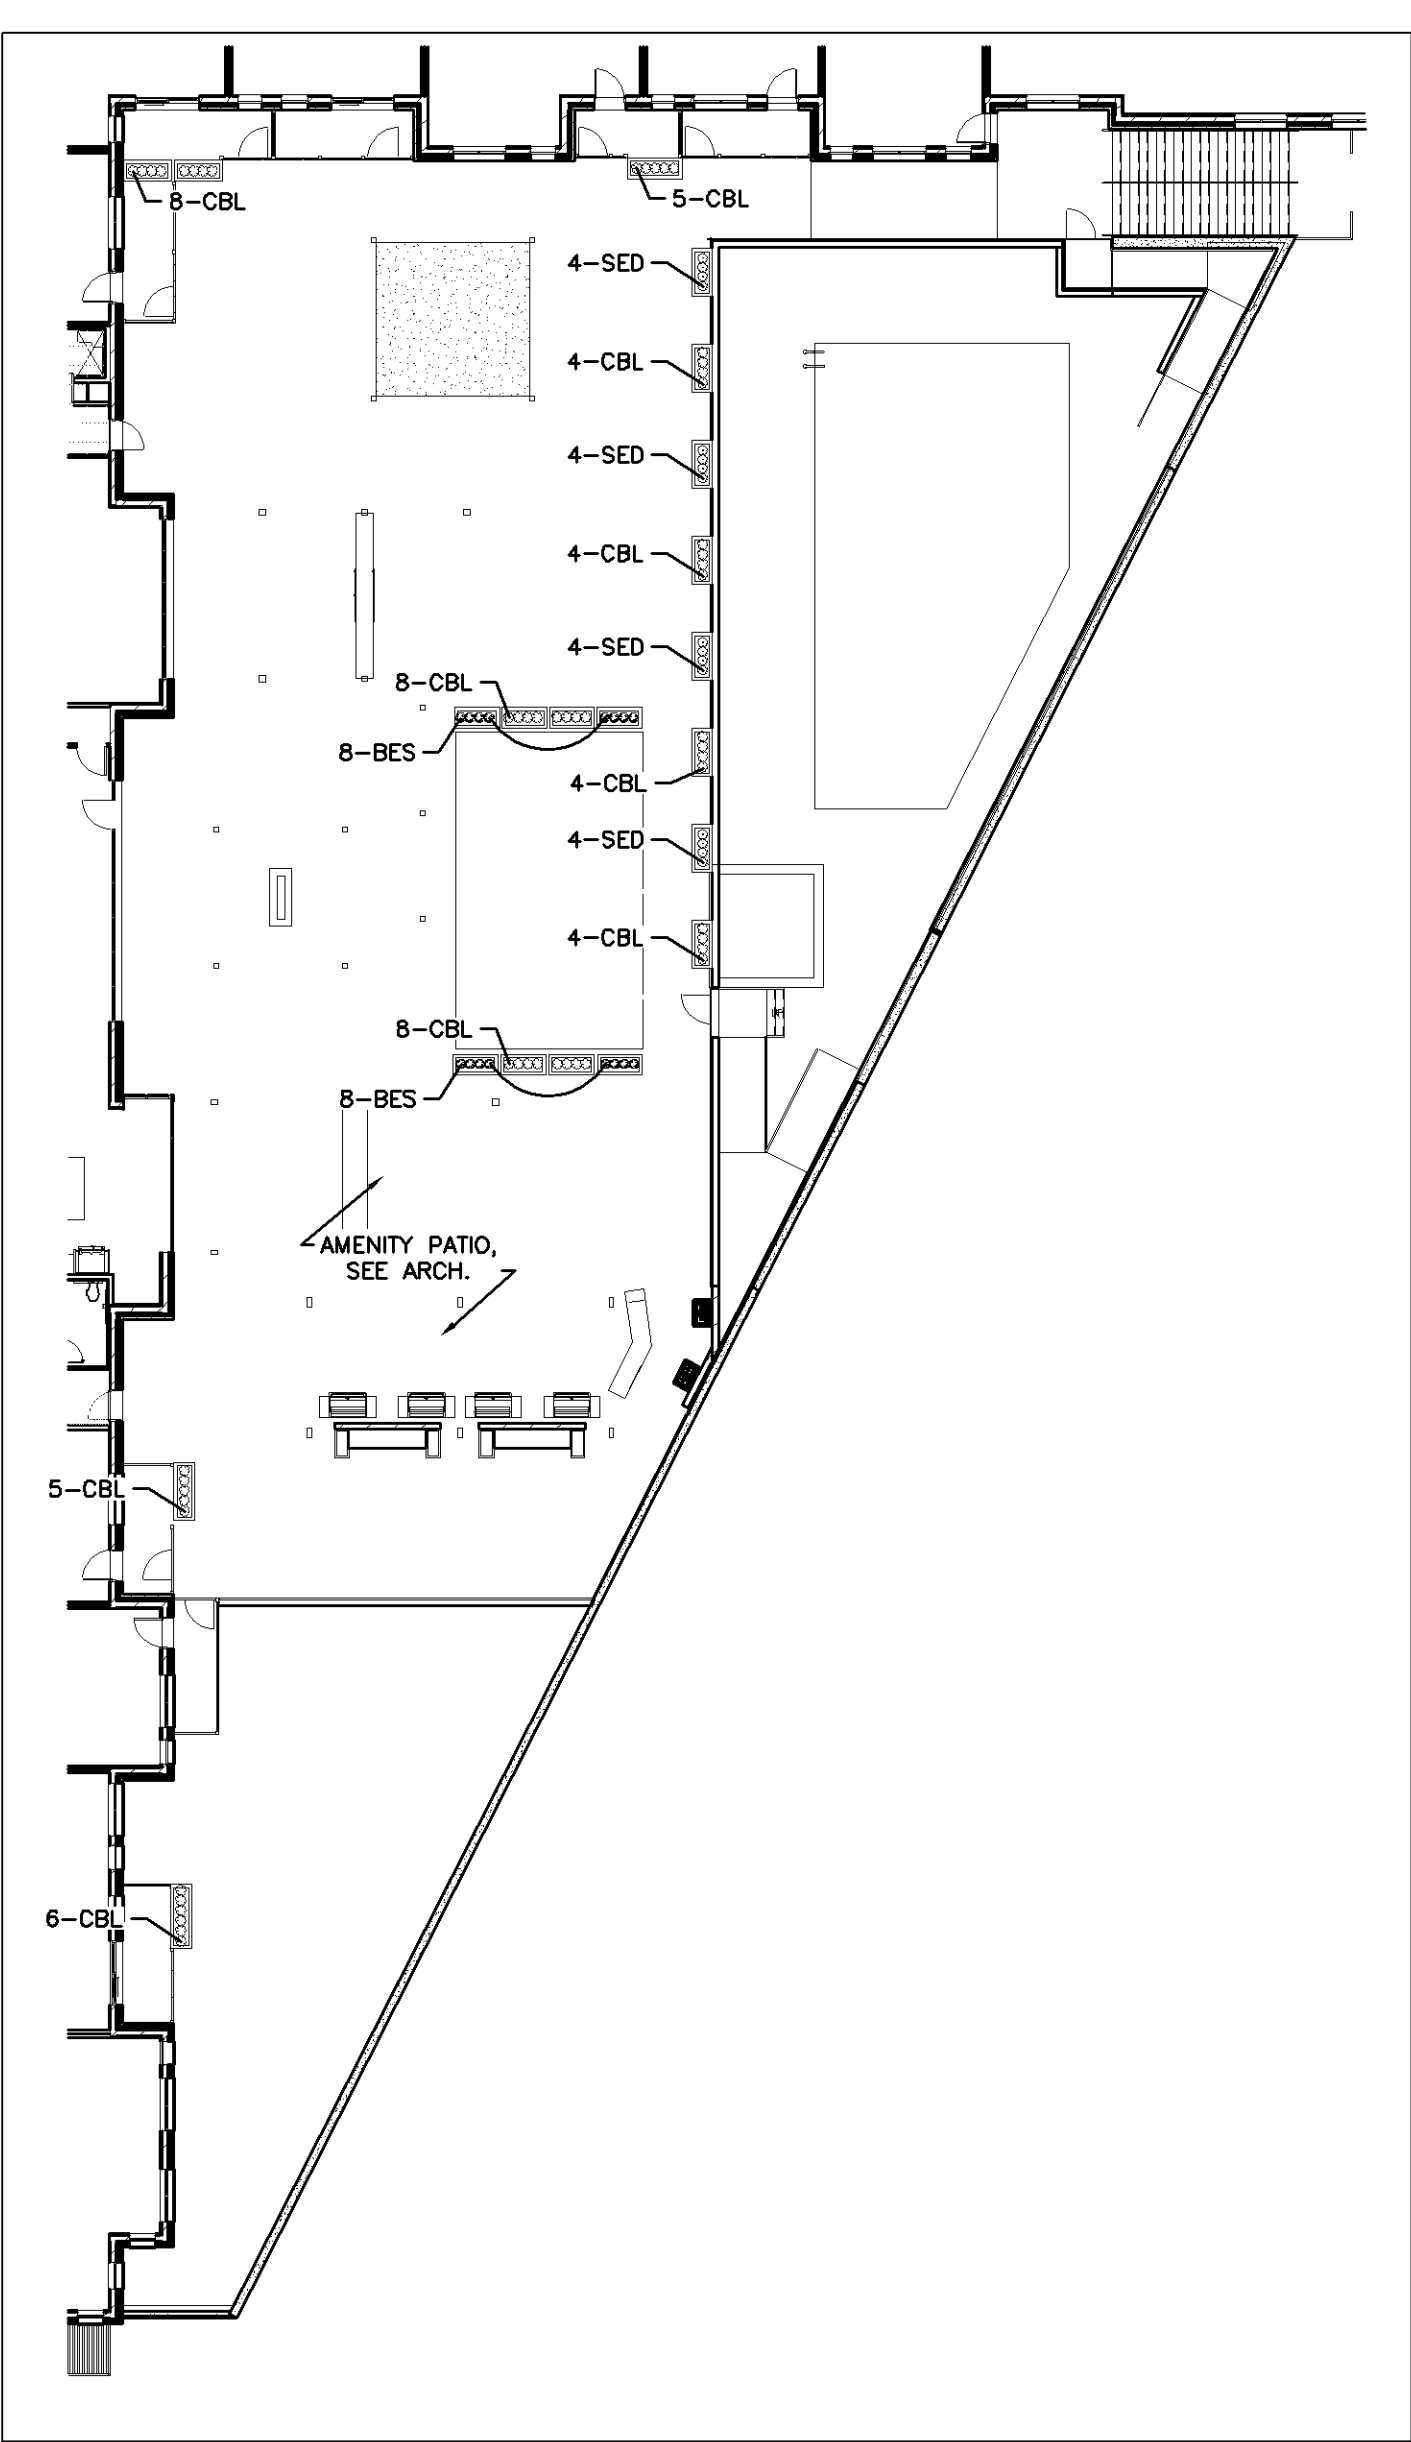 8-CBL
5-CBL
4-SED
4-CBL
4-SED
4-CBL
4-SED
8-CBL
8-BES
4-CBL
4-SED
4-CBL
8-CBL
8-BES
AMENITY PATIO,
SEE ARCH.
5-CBL
6-CBL